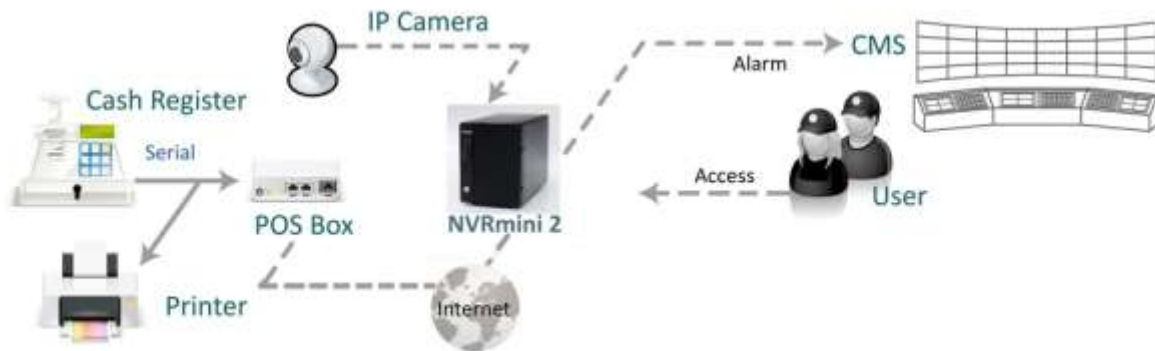 IP Camera
CMS
Alarm
Cash Register
Serial
Access
User
POS Box
NVRmini 2
Printer
Internet